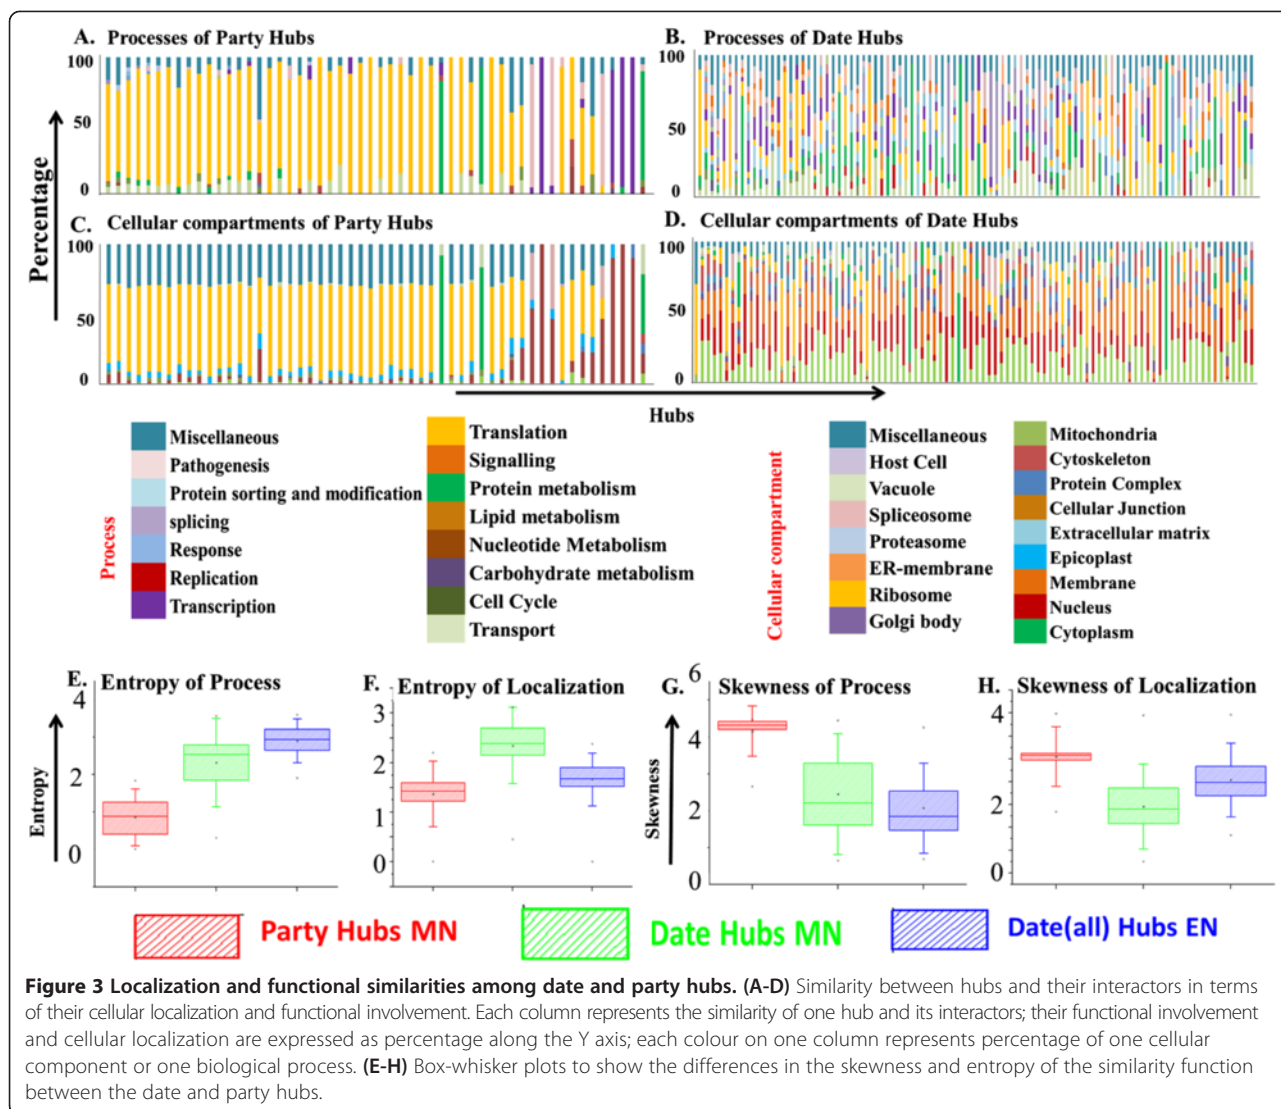 A. Processes of Party Hubs
B. Processes of Date Hubs
100
50
0
100
50
0
Percentage
C. Cellular compartments of Party Hubs
D. Cellular compartments of Date Hubs
100
50
0
100
50
0
Hubs
Process
Miscellaneous
Pathogenesis
Protein sorting and modification
splicing
Response
Replication
Transcription
Translation
Signalling
Protein metabolism
Lipid metabolism
Nucleotide Metabolism
Carbohydrate metabolism
Cell Cycle
Transport
Cellular compartment
Miscellaneous
Host Cell
Vacuole
Spliceosome
Proteasome
ER-membrane
Ribosome
Golgi body
Mitochondria
Cytoskeleton
Protein Complex
Cellular Junction
Extracellular matrix
Epicoplast
Membrane
Nucleus
Cytoplasm
E. Entropy of Process
4
2
0
Entropy
F. Entropy of Localization
3
2
1
0
G. Skewness of Process
6
4
2
0
Skewness
H. Skewness of Localization
4
2
0
Party Hubs MN
Date Hubs MN
Date(all) Hubs EN
Figure 3 Localization and functional similarities among date and party hubs. (A-D) Similarity between hubs and their interactors in terms
of their cellular localization and functional involvement. Each column represents the similarity of one hub and its interactors; their functional involvement
and cellular localization are expressed as percentage along the Y axis; each colour on one column represents percentage of one cellular
component or one biological process. (E-H) Box-whisker plots to show the differences in the skewness and entropy of the similarity function
between the date and party hubs.